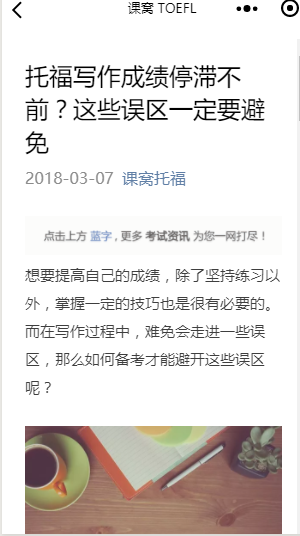 课窝 TOEFL
托福写作成绩停滞不
前？这些误区一定要避
免
2018-03-07 课窝托福
点击上方 蓝字，更多 考试资讯 为您一网打尽！
想要提高自己的成绩，除了坚持练习以
外，掌握一定的技巧也是很有必要的。
而在写作过程中，难免会走进一些误
区，那么如何备考才能避开这些误区
呢？